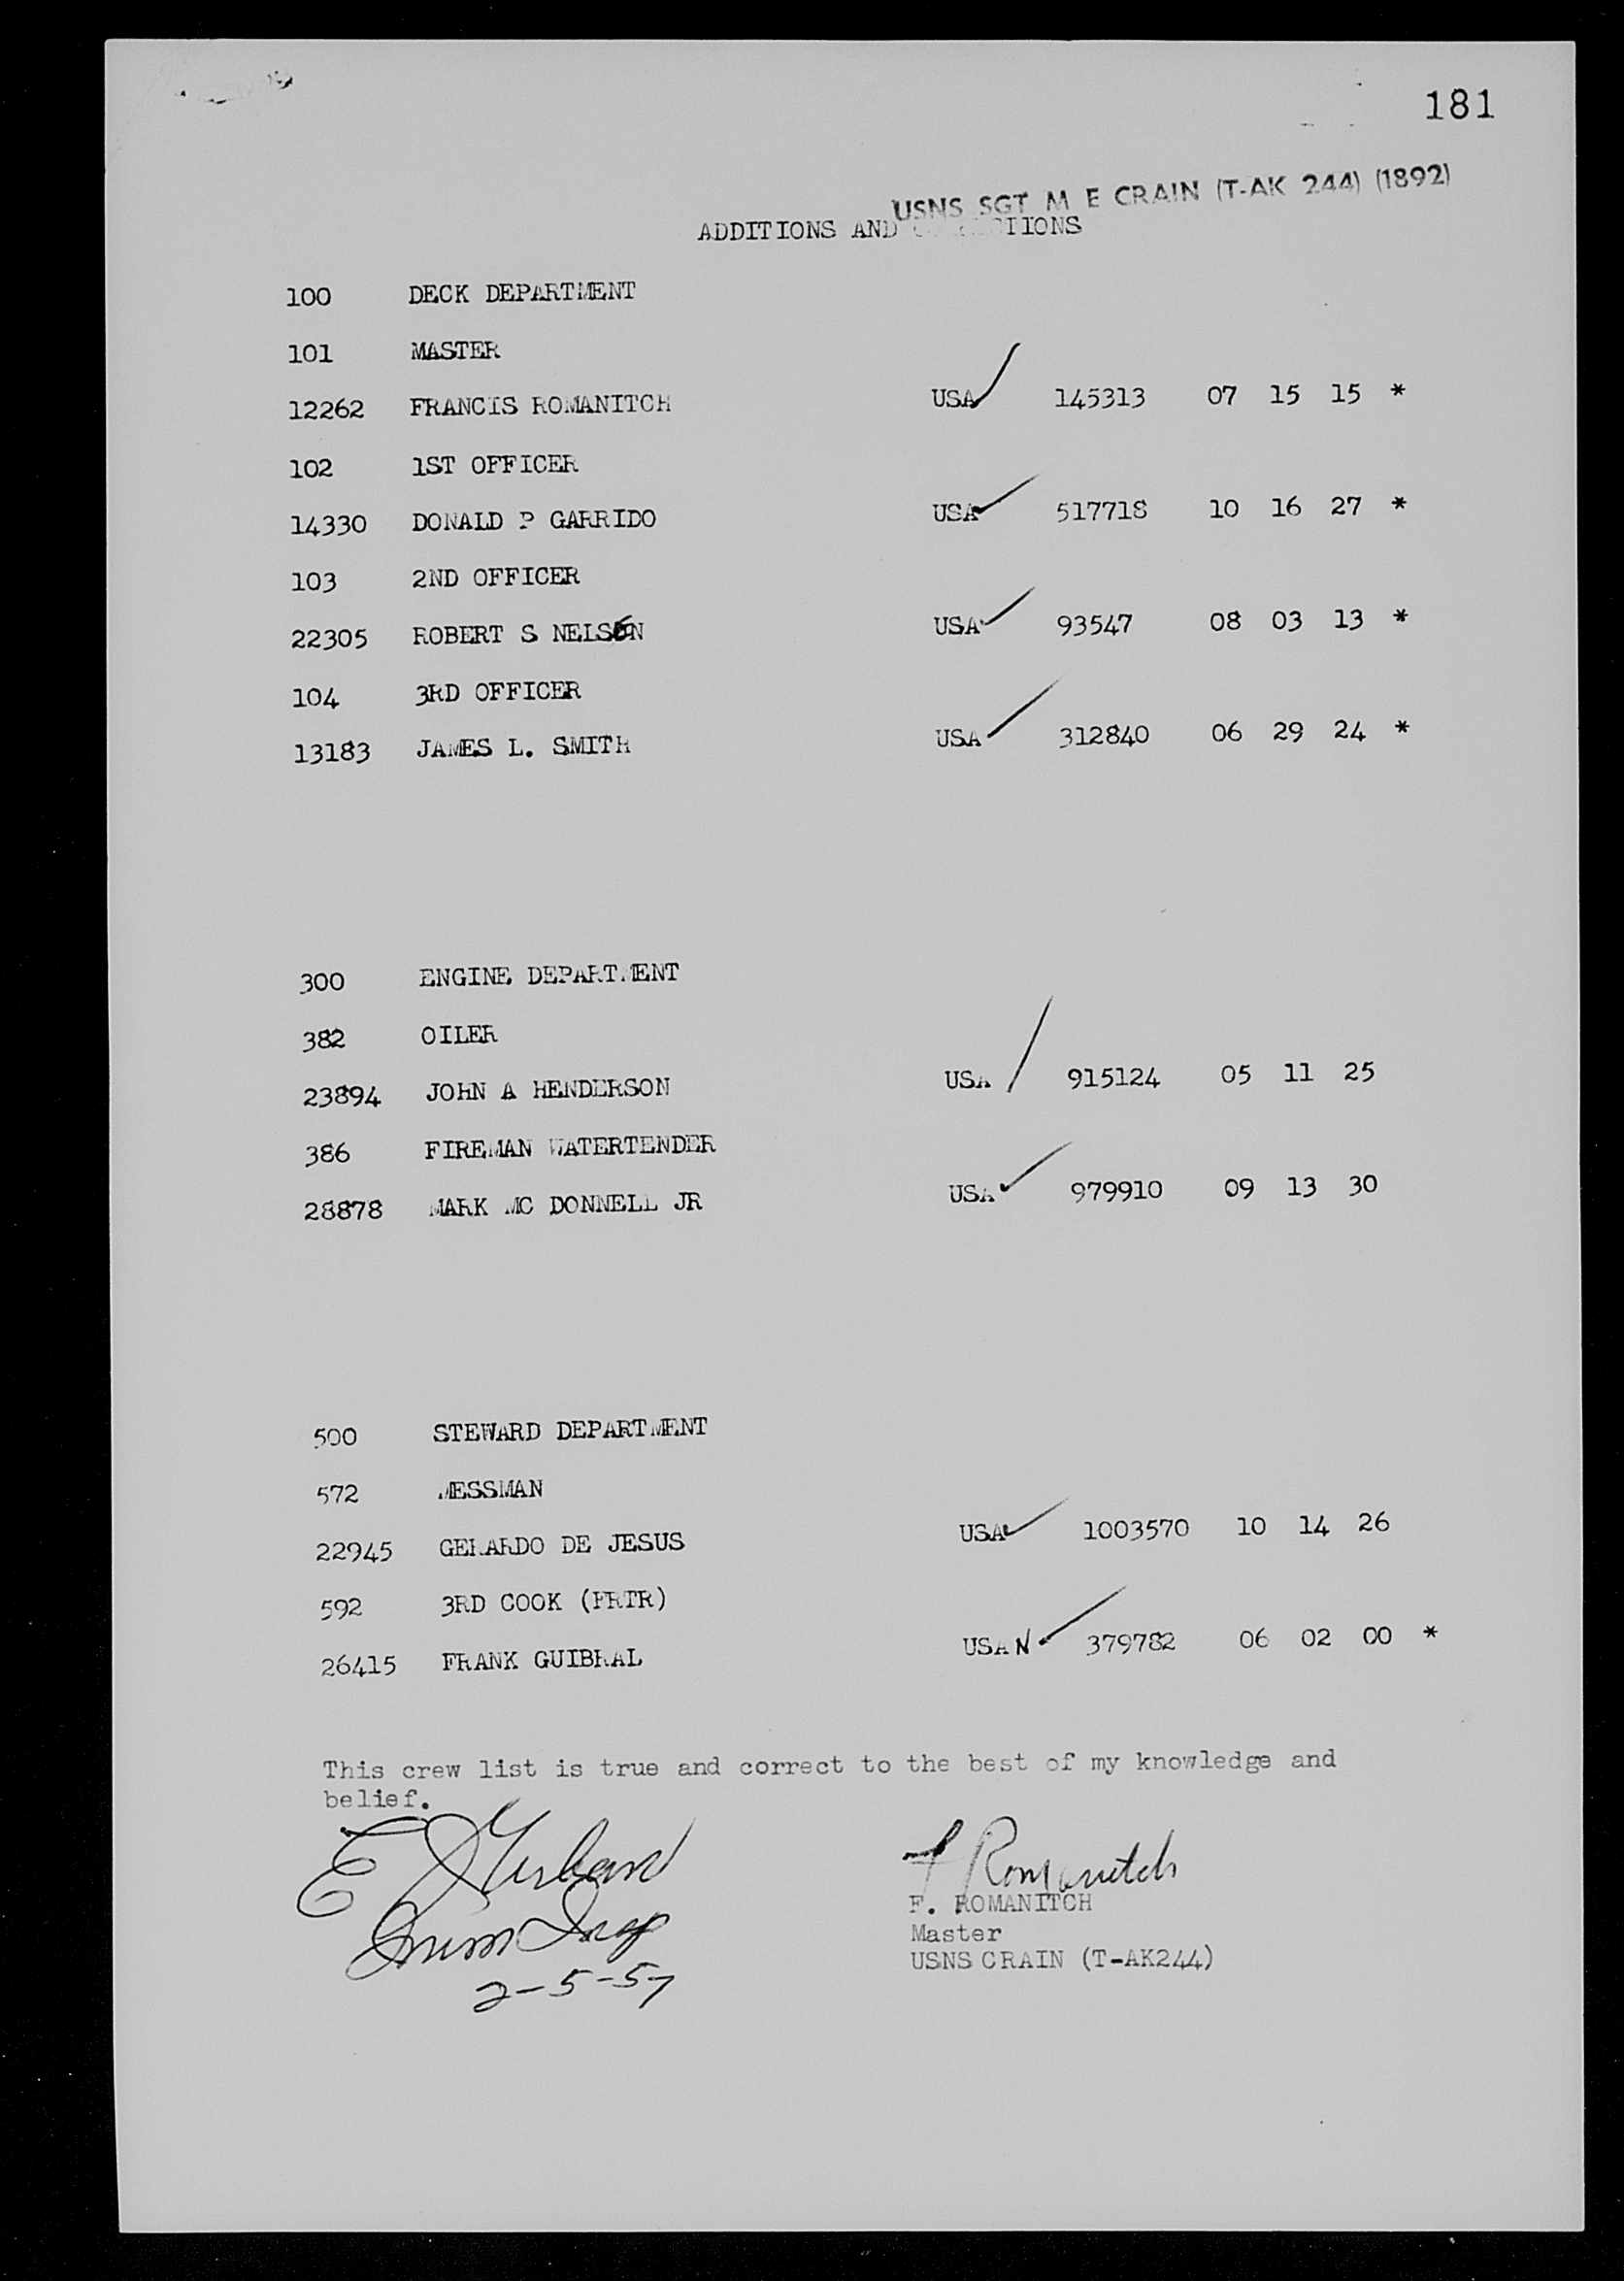 181
USNS SGT M E CRAIN (T-AK 244) (1892)
ADDITIONS AND
100 DECK DEPARTMENT
101 MASTER
12262 FRANCIS ROMANITCH USA 145313 07 15 15 *
102 1ST OFFICER
14330 DONALD P GARRIDO USA 517718 10 16 27 *
103 2ND OFFICER
22305 ROBERT S NELSON USA 93547 08 03 13 *
104 3RD OFFICER
13183 JAMES L. SMITH USA 312840 06 29 24 *
300 ENGINE DEPARTMENT
382 OILER
23894 JOHN A HENDERSON USA 915124 05 11 25
386 FIREMAN WATERTENDER
28878 MARK MC DONNELL JR USA 979910 09 13 30
500 STEWARD DEPARTMENT
572 MESSMAN
22945 GERARDO DE JESUS USA 1003570 10 14 26
592 3RD COOK (PRTR)
26415 FRANK GUIBRAL USA N 379782 06 02 00 *
This crew list is true and correct to the best of my knowledge and
belief.
F Romanitch
F. ROMANITCH
Master
USNS CRAIN (T-AK244)
2-5-57